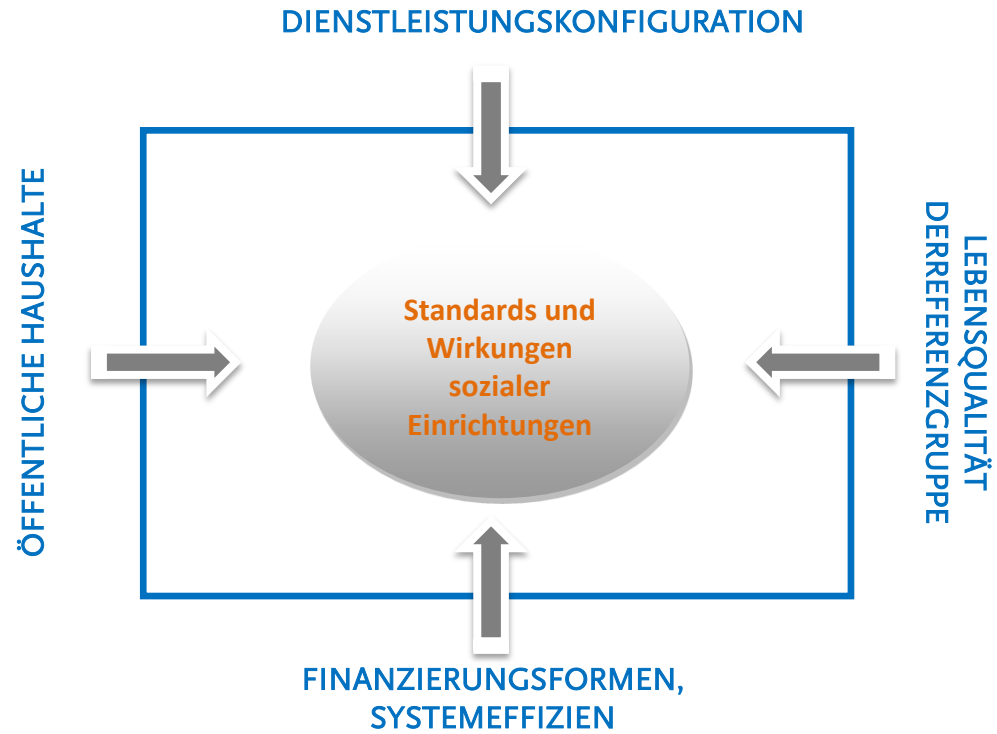 DIENSTLEISTUNGSKONFIGURATION
ÖFFENTLICHE HAUSHALTE
Standards und
Wirkungen
sozialer
Einrichtungen
LEBENSQUALITÄT
DERREFERENZGRUPPE
FINANZIERUNGSFORMEN,
SYSTEMEFFIZIEN